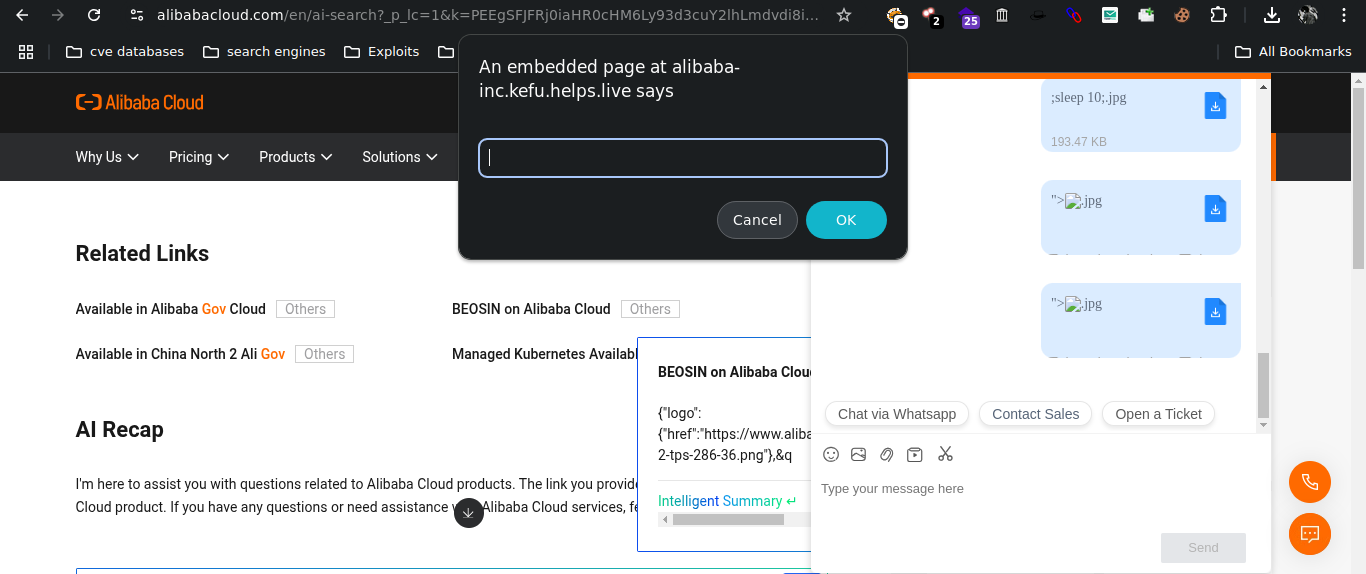 alibabacloud.com/en/ai-search?_p_lc=1&k=PEEgSFJFRj0iaHR0cHM6Ly93d3cuY2lhLmdvdi8i...
2
25
cve databases
search engines
Exploits
All Bookmarks
An embedded page at alibaba-
inc.kefu.helps.live says
Cancel
OK
Alibaba Cloud
Why Us
Pricing
Products
Solutions
Related Links
Available in Alibaba Gov Cloud
Others
BEOSIN on Alibaba Cloud
Others
Available in China North 2 Ali Gov
Others
Managed Kubernetes Availabl
BEOSIN on Alibaba Clou
{"logo":
{"href":"https://www.aliba
2-tps-286-36.png"},&q
Intelligent Summary ↵
AI Recap
I'm here to assist you with questions related to Alibaba Cloud products. The link you provide
Cloud product. If you have any questions or need assistance Alibaba Cloud services, fe
;sleep 10;.jpg
193.47 KB
">.jpg
">.jpg
Chat via Whatsapp
Contact Sales
Open a Ticket
Type your message here
Send